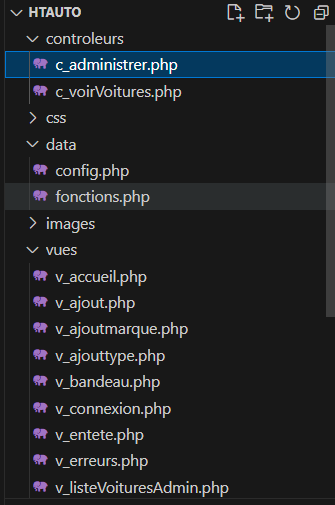 HTAUTO
controleurs
c_administrer.php
c_voirVoitures.php
css
data
config.php
fonctions.php
images
vues
v_accueil.php
v_ajout.php
v_ajoutmarque.php
v_ajouttype.php
v_bandeau.php
v_connexion.php
v_entete.php
v_erreurs.php
v_listeVoituresAdmin.php